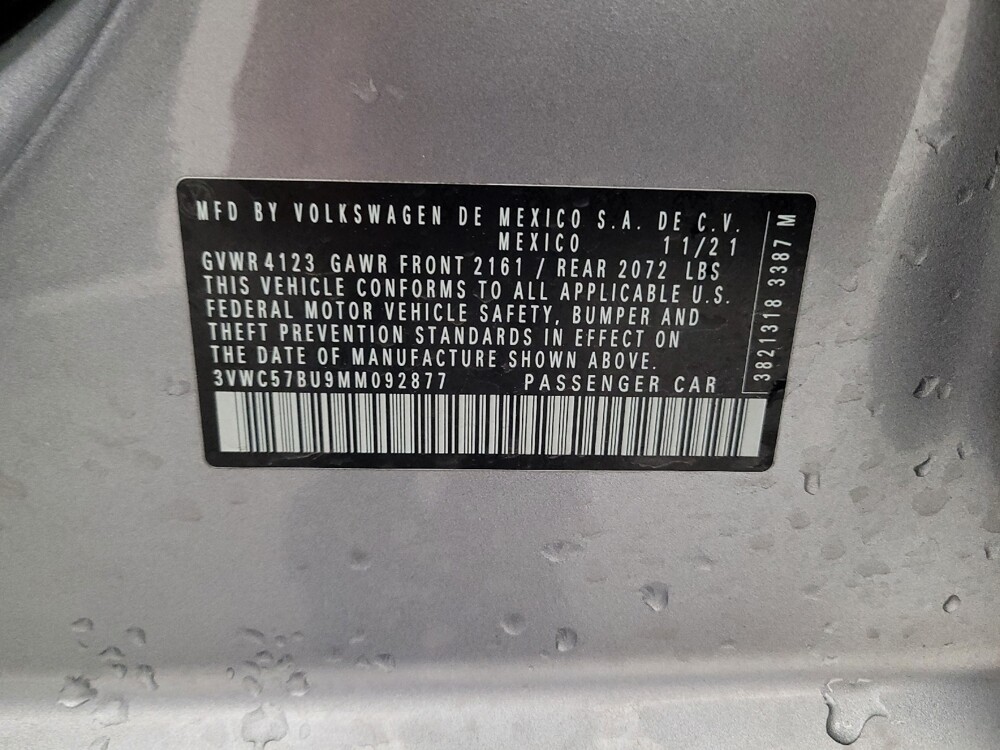 MFD BY VOLKSWAGEN DE MEXICO S.A. DE C.V.
MEXICO 11/21
GVWR 4123 GAWR FRONT 2161 / REAR 2072 LBS
THIS VEHICLE CONFORMS TO ALL APPLICABLE U.S.
FEDERAL MOTOR VEHICLE SAFETY, BUMPER AND
THEFT PREVENTION STANDARDS IN EFFECT ON
THE DATE OF MANUFACTURE SHOWN ABOVE.
3VWC57BU9MM092877 PASSENGER CAR
3821318 3387 M